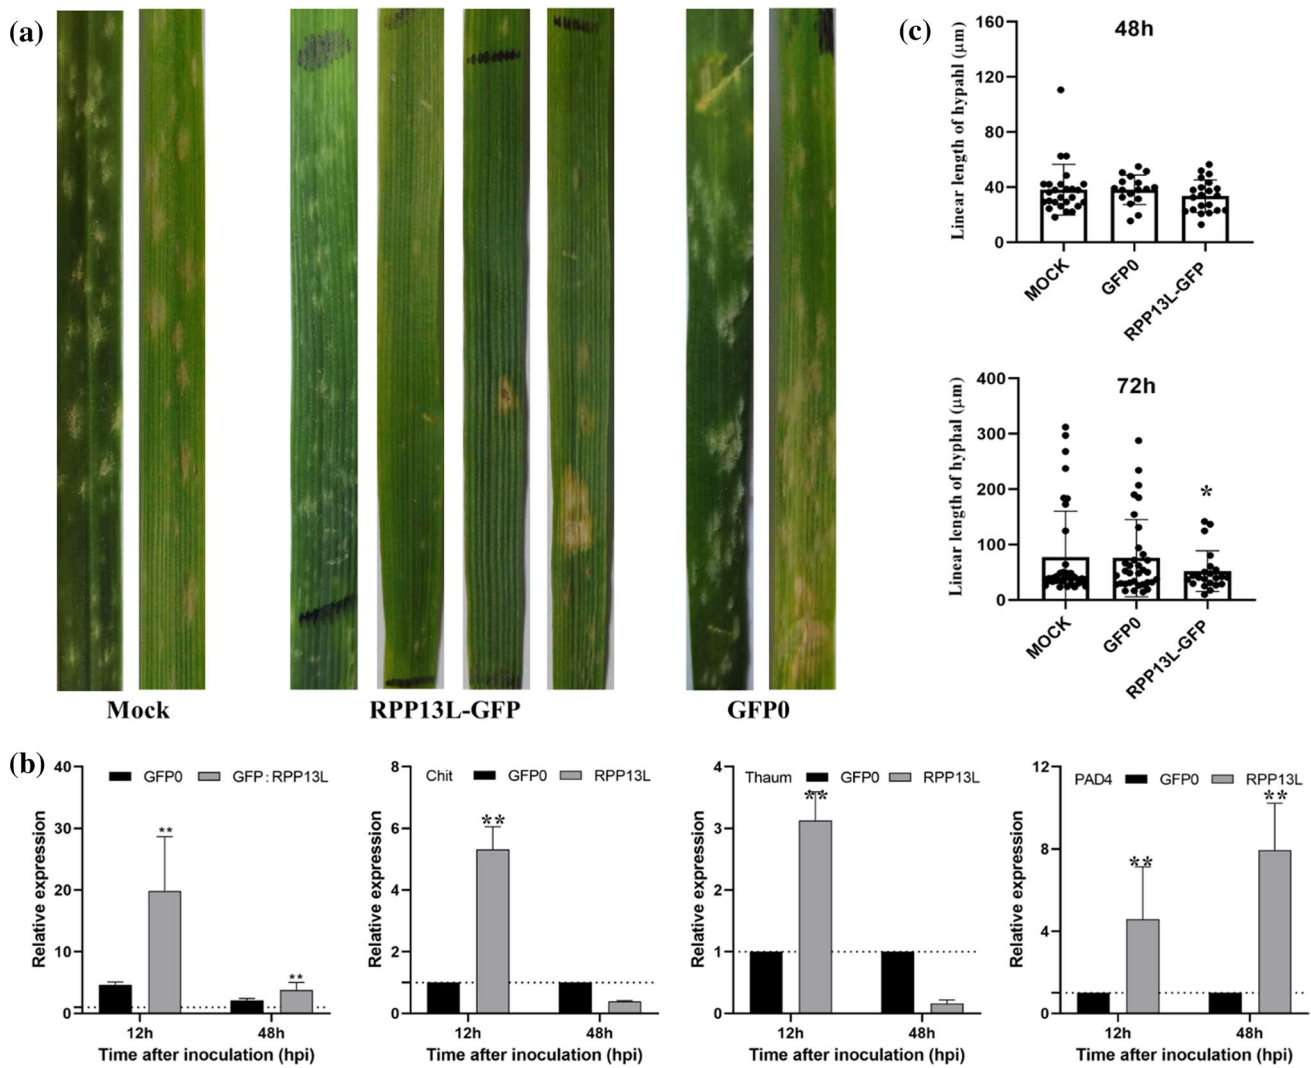 (a)
Mock
RPP13L-GFP
GFP0
(c)
48h
Linear length of hypahl (μm)
160
120
80
40
0
MOCK
GFP0
RPP13L-GFP
72h
Linear length of hyphal (μm)
400
300
200
100
0
*
MOCK
GFP0
RPP13L-GFP
(b)
GFP0 GFP:RPP13L
Relative expression
40
30
20
10
0
**
**
12h 48h
Time after inoculation (hpi)
Chit GFP0 RPP13L
Relative expression
8
6
4
2
0
**
12h 48h
Time after inoculation (hpi)
Thaum GFP0 RPP13L
Relative expression
4
3
2
1
0
**
12h 48h
Time after inoculation (hpi)
PAD4 GFP0 RPP13L
Relative expression
12
8
4
0
**
**
12h 48h
Time after inoculation (hpi)